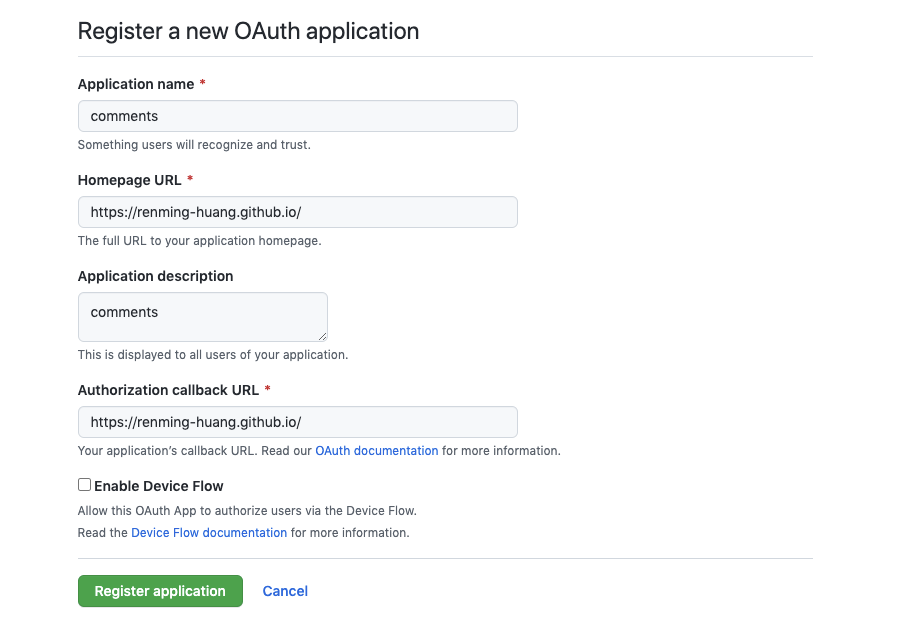 Register a new OAuth application
Application name *
comments
Something users will recognize and trust.
Homepage URL *
https://renming-huang.github.io/
The full URL to your application homepage.
Application description
comments
This is displayed to all users of your application.
Authorization callback URL *
https://renming-huang.github.io/
Your application’s callback URL. Read our OAuth documentation for more information.
Enable Device Flow
Allow this OAuth App to authorize users via the Device Flow.
Read the Device Flow documentation for more information.
Register application Cancel